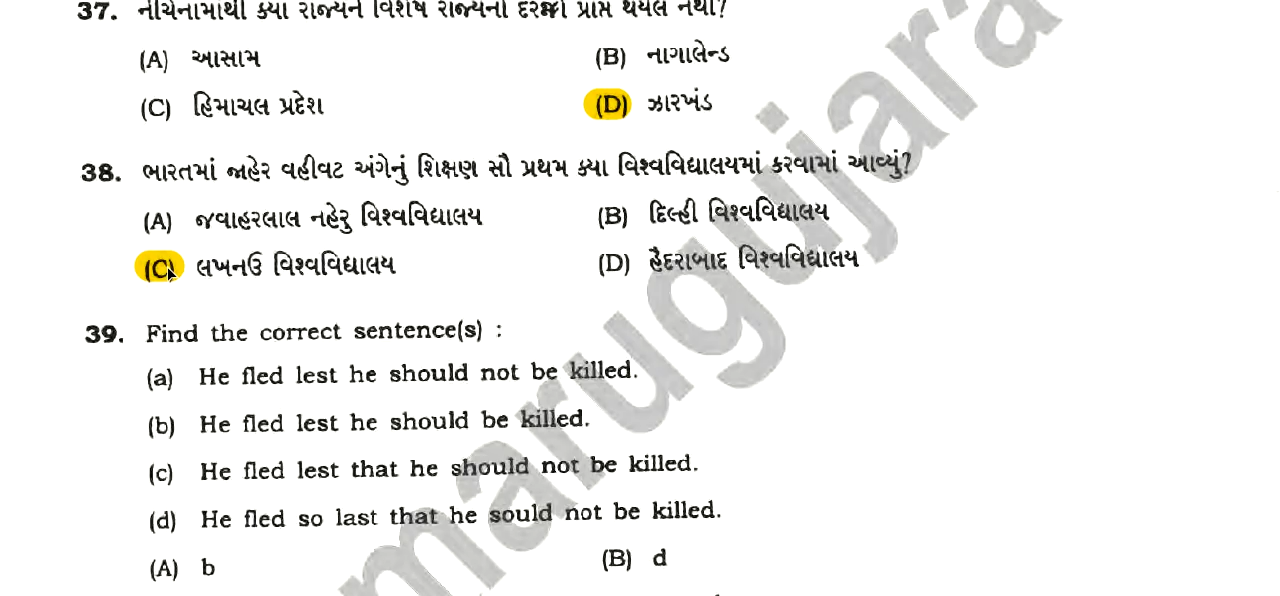 37. નીચેનામાંથી ક્યા રાજ્યને વિશેષ રાજ્યનો દરજ્જો પ્રાપ્ત થયેલ નથી?
(A) આસામ (B) નાગાલેન્ડ
(C) હિમાચલ પ્રદેશ (D) ઝારખંડ
38. ભારતમાં જાહેર વહીવટ અંગેનું શિક્ષણ સૌ પ્રથમ ક્યા વિશ્વવિદ્યાલયમાં કરવામાં આવ્યું?
(A) જવાહરલાલ નહેરુ વિશ્વવિદ્યાલય (B) દિલ્હી વિશ્વવિદ્યાલય
(C) લખનઉ વિશ્વવિદ્યાલય (D) હૈદરાબાદ વિશ્વવિદ્યાલય
39. Find the correct sentence(s) :
(a) He fled lest he should not be killed.
(b) He fled lest he should be killed.
(c) He fled lest that he should not be killed.
(d) He fled so last that he sould not be killed.
(A) b (B) d
marugujara